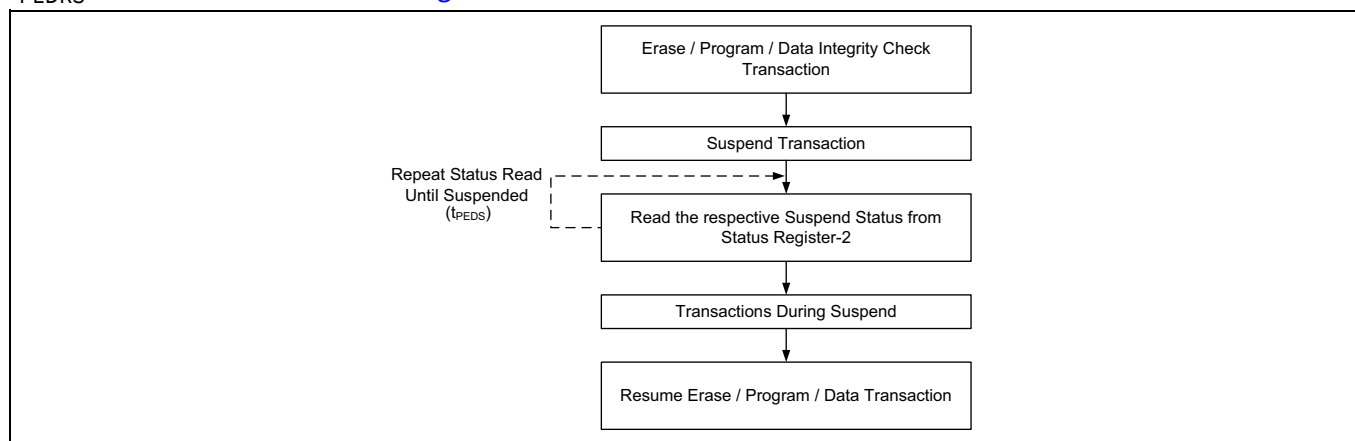 Erase / Program / Data Integrity Check
Transaction
Suspend Transaction
Repeat Status Read
Until Suspended
(tPEDS)
Read the respective Suspend Status from
Status Register-2
Transactions During Suspend
Resume Erase / Program / Data Transaction